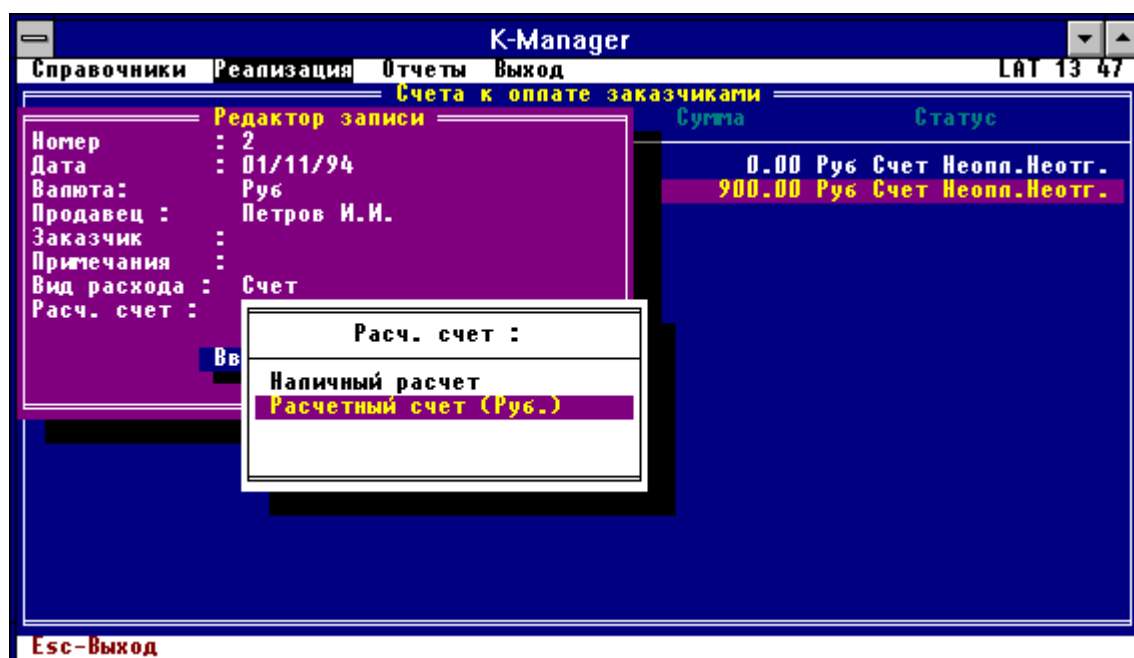 K-Manager
Справочники Реализация Отчеты Выход LAT 13 47
Счета к оплате заказчиками
Редактор записи Сумма Статус
Номер : 2
Дата : 01/11/94 0.00 Руб Счет Неопл.Неотг.
Валюта: Руб 900.00 Руб Счет Неопл.Неотг.
Продавец : Петров И.И.
Заказчик :
Примечания :
Вид расхода : Счет
Расч. счет :
Расч. счет :
Вв
Наличный расчет
Расчетный счет (Руб.)
Esc-Выход